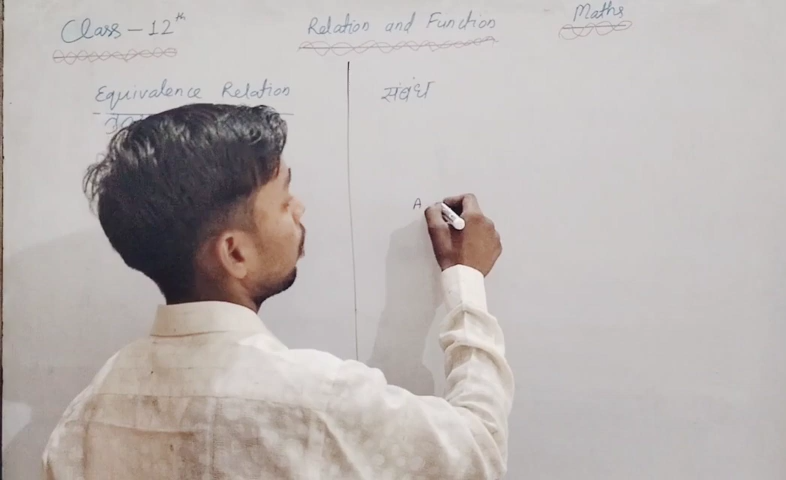 Class - 12th
Relation and Function
Maths
Equivalence Relation
संबंध
A